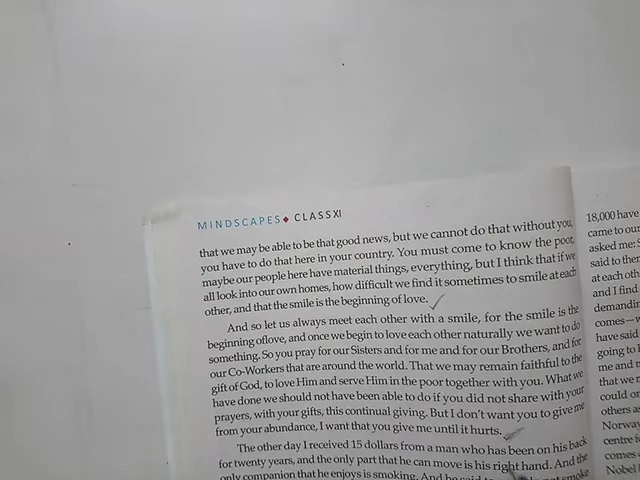 MINDSCAPES◆ CLASS XI
that we may be able to be that good news, but we cannot do that without you,
you have to do that here in your country. You must come to know the poor,
maybe our people here have material things, everything, but I think that if we
all look into our own homes, how difficult we find it sometimes to smile at each
other, and that the smile is the beginning of love.
And so let us always meet each other with a smile, for the smile is the
beginning oflove, and once we begin to love each other naturally we want to do
something. So you pray for our Sisters and for me and for our Brothers, and for
our Co-Workers that are around the world. That we may remain faithful to the
gift of God, to love Him and serve Him in the poor together with you. What we
have done we should not have been able to do if you did not share with your
prayers, with your gifts, this continual giving. But I don't want you to give me
from your abundance, I want that you give me until it hurts.
The other day I received 15 dollars from a man who has been on his back
for twenty years, and the only part that he can move is his right hand. And the
only companion that he enjoys is smoking. And he said to not smoke
18,000 have
came to our
asked me:
said to
at each
and I find
comes
have said
going to
me and
that we
could
others
Norway
centre
comes
Nobel